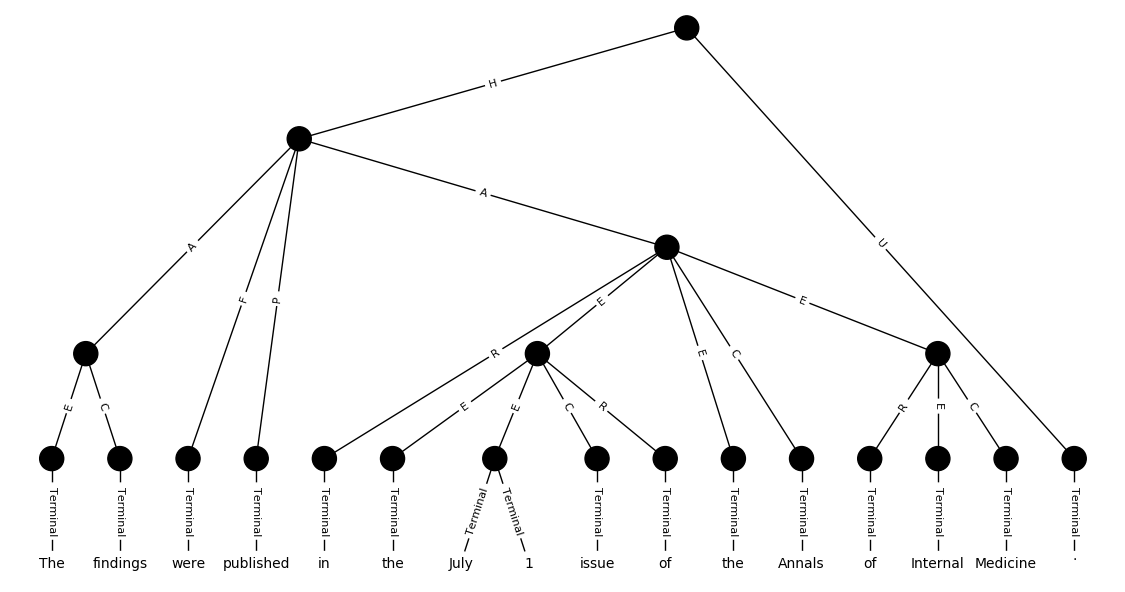 H
A
A
U
F
P
E
E
R
E
C
E
C
E
E
C
R
R
E
C
Terminal Terminal Terminal Terminal Terminal Terminal Terminal Terminal Terminal Terminal Terminal Terminal Terminal Terminal Terminal Terminal
The findings were published in the July 1 issue of the Annals of Internal Medicine .